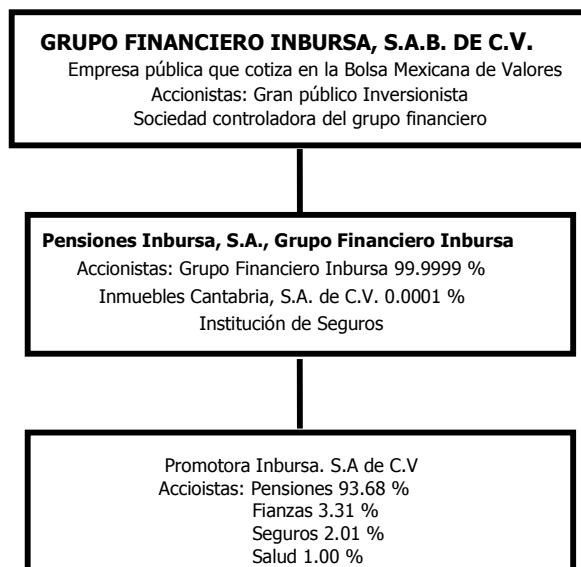 GRUPO FINANCIERO INBURSA, S.A.B. DE C.V.
Empresa pública que cotiza en la Bolsa Mexicana de Valores
Accionistas: Gran público Inversionista
Sociedad controladora del grupo financiero
Pensiones Inbursa, S.A., Grupo Financiero Inbursa
Accionistas: Grupo Financiero Inbursa 99.9999 %
Inmuebles Cantabria, S.A. de C.V. 0.0001 %
Institución de Seguros
Promotora Inbursa. S.A de C.V
Accioistas: Pensiones 93.68 %
Fianzas 3.31 %
Seguros 2.01 %
Salud 1.00 %